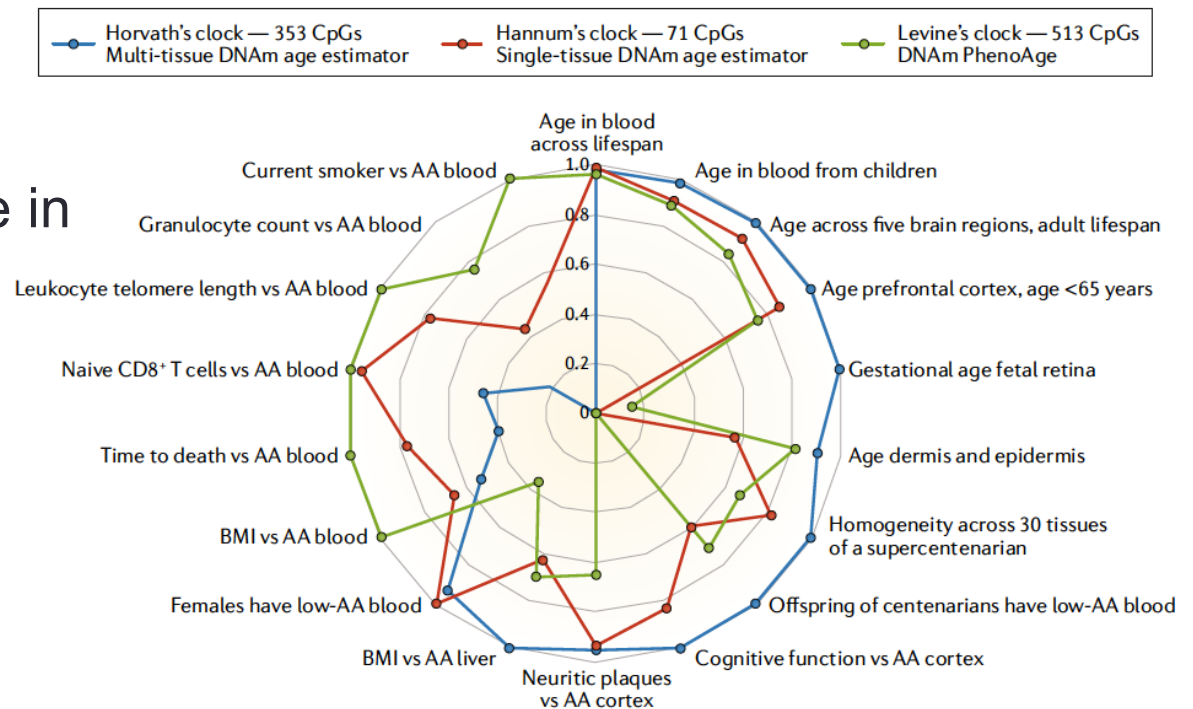 Horvath's clock — 353 CpGs
Multi-tissue DNAm age estimator
Hannum's clock — 71 CpGs
Single-tissue DNAm age estimator
Levine's clock — 513 CpGs
DNAm PhenoAge
e in
Age in blood
across lifespan
Current smoker vs AA blood
1.0
Age in blood from children
Granulocyte count vs AA blood
0.8
Age across five brain regions, adult lifespan
0.6
Leukocyte telomere length vs AA blood
Age prefrontal cortex, age <65 years
0.4
Naive CD8⁺ T cells vs AA blood
0.2
Gestational age fetal retina
0
Time to death vs AA blood
Age dermis and epidermis
BMI vs AA blood
Homogeneity across 30 tissues
of a supercentenarian
Females have low-AA blood
Offspring of centenarians have low-AA blood
BMI vs AA liver
Cognitive function vs AA cortex
Neuritic plaques
vs AA cortex